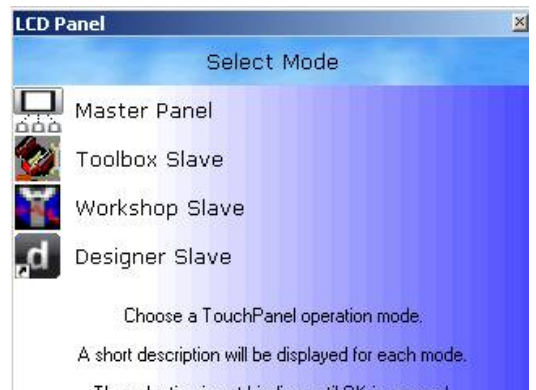 LCD Panel
Select Mode
Master Panel
Toolbox Slave
Workshop Slave
d
Designer Slave
Choose a TouchPanel operation mode.
A short description will be displayed for each mode.